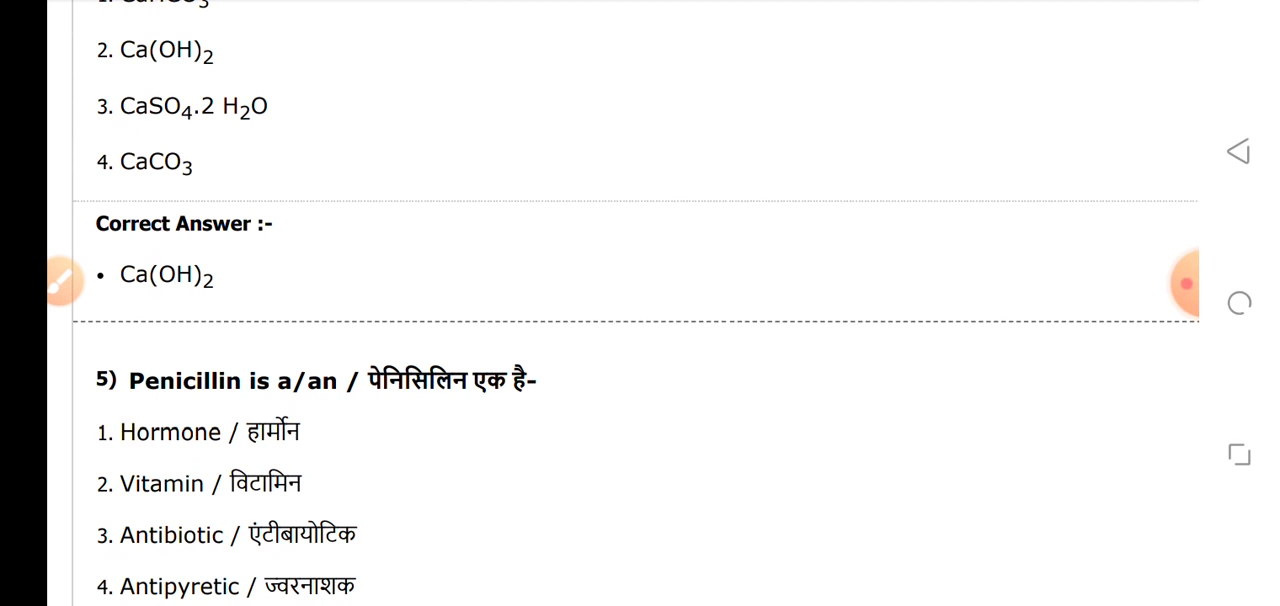 2. Ca(OH)2
3. CaSO4.2 H2O
4. CaCO3
Correct Answer :-
• Ca(OH)2
5) Penicillin is a/an / पेनिसिलिन एक है-
1. Hormone / हार्मोन
2. Vitamin / विटामिन
3. Antibiotic / एंटीबायोटिक
4. Antipyretic / ज्वरनाशक